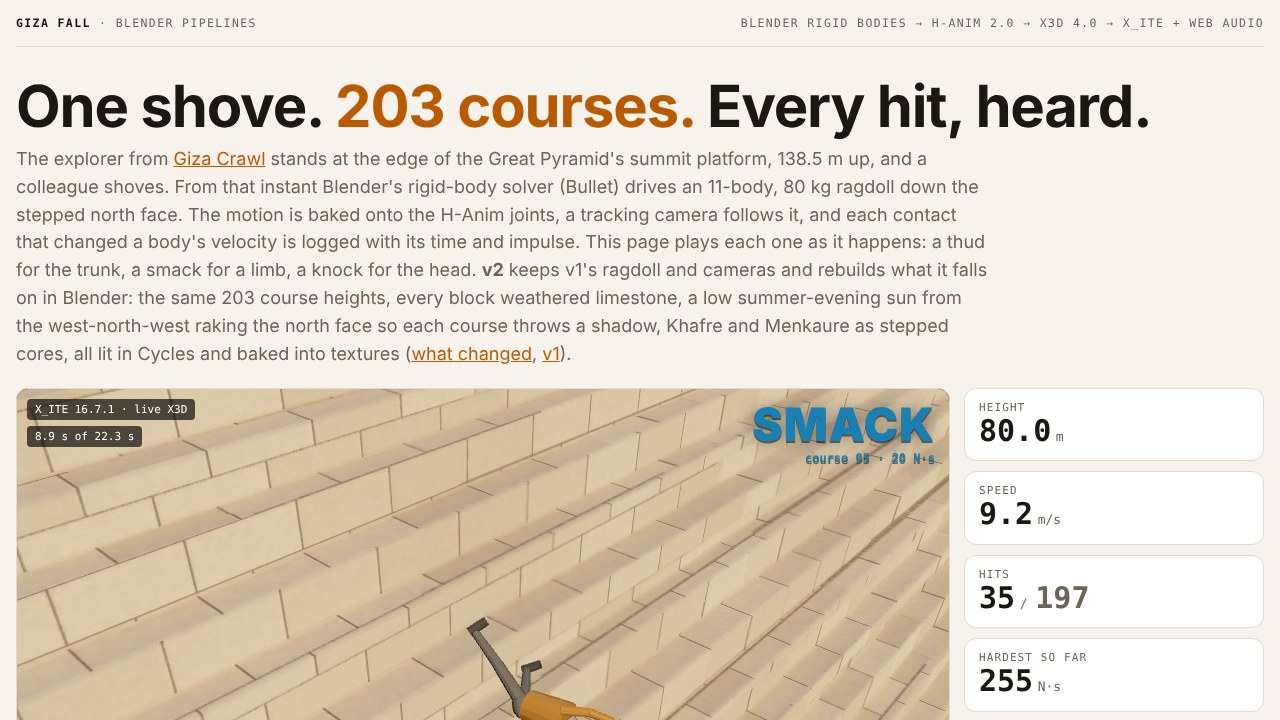 GIZA FALL · BLENDER PIPELINES
BLENDER RIGID BODIES → H-ANIM 2.0 → X3D 4.0 → X_ITE + WEB AUDIO
One shove. 203 courses. Every hit, heard.
The explorer from Giza Crawl stands at the edge of the Great Pyramid's summit platform, 138.5 m up, and a
colleague shoves. From that instant Blender's rigid-body solver (Bullet) drives an 11-body, 80 kg ragdoll down the
stepped north face. The motion is baked onto the H-Anim joints, a tracking camera follows it, and each contact
that changed a body's velocity is logged with its time and impulse. This page plays each one as it happens: a thud
for the trunk, a smack for a limb, a knock for the head. v2 keeps v1's ragdoll and cameras and rebuilds what it falls
on in Blender: the same 203 course heights, every block weathered limestone, a low summer-evening sun from
the west-north-west raking the north face so each course throws a shadow, Khafre and Menkaure as stepped
cores, all lit in Cycles and baked into textures (what changed, v1).
X_ITE 16.7.1 · live X3D
8.9 s of 22.3 s
SMACK
course 95 · 20 N·s
HEIGHT
80.0 m
SPEED
9.2 m/s
HITS
35 / 197
HARDEST SO FAR
255 N·s